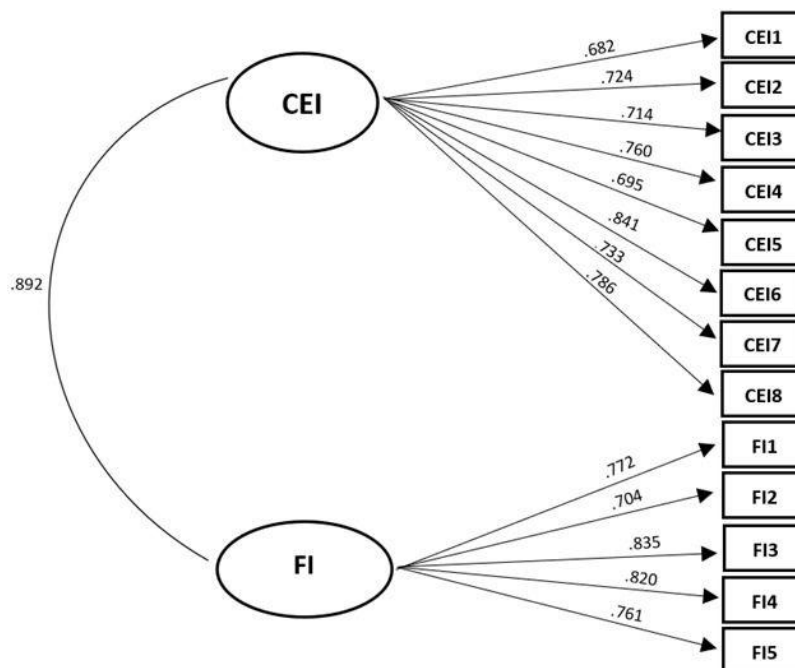 CEI
.892
FI
.682
.724
.714
.760
.695
.841
.733
.786
.772
.704
.835
.820
.761
CEI1
CEI2
CEI3
CEI4
CEI5
CEI6
CEI7
CEI8
FI1
FI2
FI3
FI4
FI5